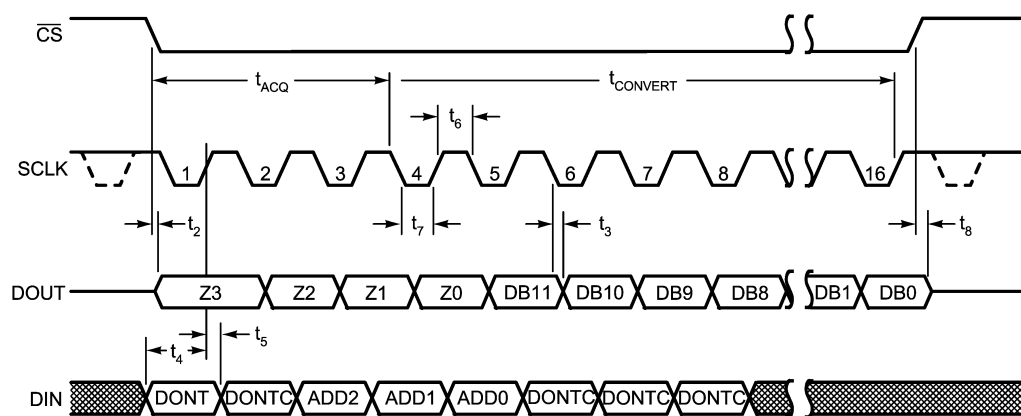 CS
tACQ
tCONVERT
t6
SCLK
1 2 3 4 5 6 7 8 16
t2
t7
t3
t8
DOUT
Z3 Z2 Z1 Z0 DB11 DB10 DB9 DB8 DB1 DB0
t4
t5
DIN
DONT DONTC ADD2 ADD1 ADD0 DONTC DONTC DONTC